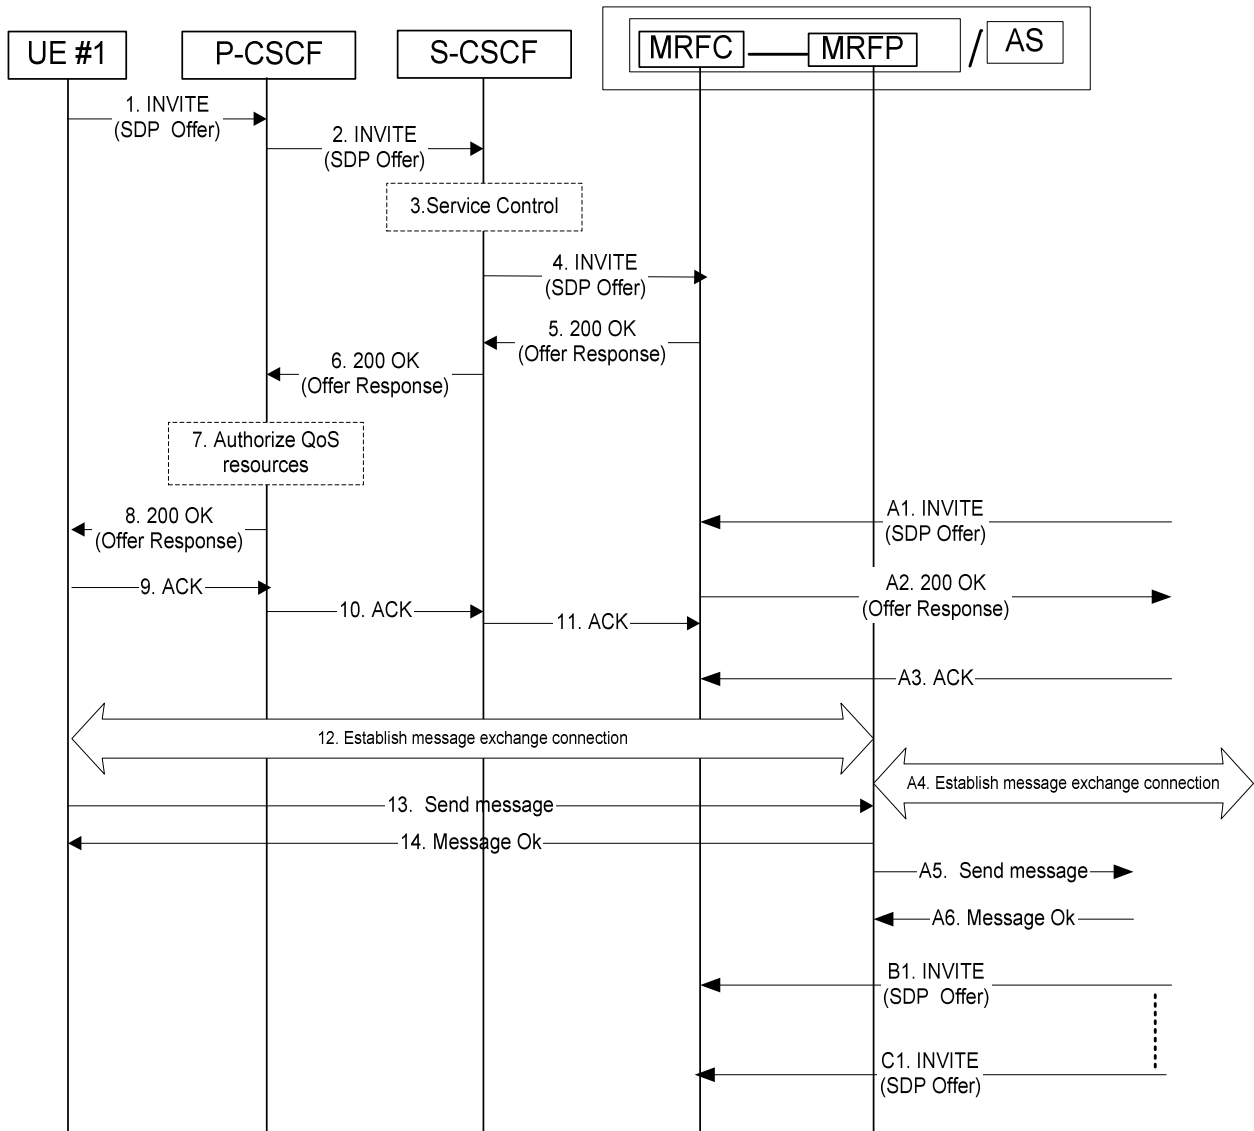 UE #1
P-CSCF
S-CSCF
MRFC
MRFP
/
AS
1. INVITE
(SDP Offer)
2. INVITE
(SDP Offer)
3.Service Control
4. INVITE
(SDP Offer)
5. 200 OK
(Offer Response)
6. 200 OK
(Offer Response)
7. Authorize QoS
resources
8. 200 OK
(Offer Response)
A1. INVITE
(SDP Offer)
9. ACK
A2. 200 OK
(Offer Response)
10. ACK
11. ACK
A3. ACK
12. Establish message exchange connection
A4. Establish message exchange connection
13. Send message
14. Message Ok
A5. Send message
A6. Message Ok
B1. INVITE
(SDP Offer)
C1. INVITE
(SDP Offer)